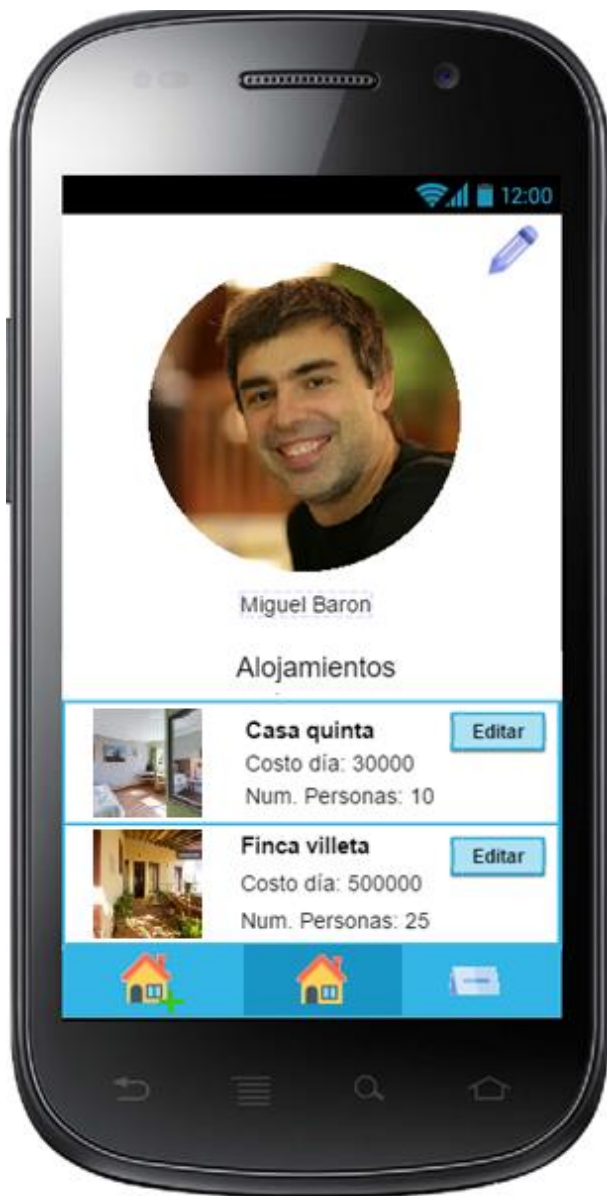 12:00
Miguel Baron
Alojamientos
Casa quinta
Editar
Costo día: 30000
Num. Personas: 10
Finca villeta
Editar
Costo día: 500000
Num. Personas: 25